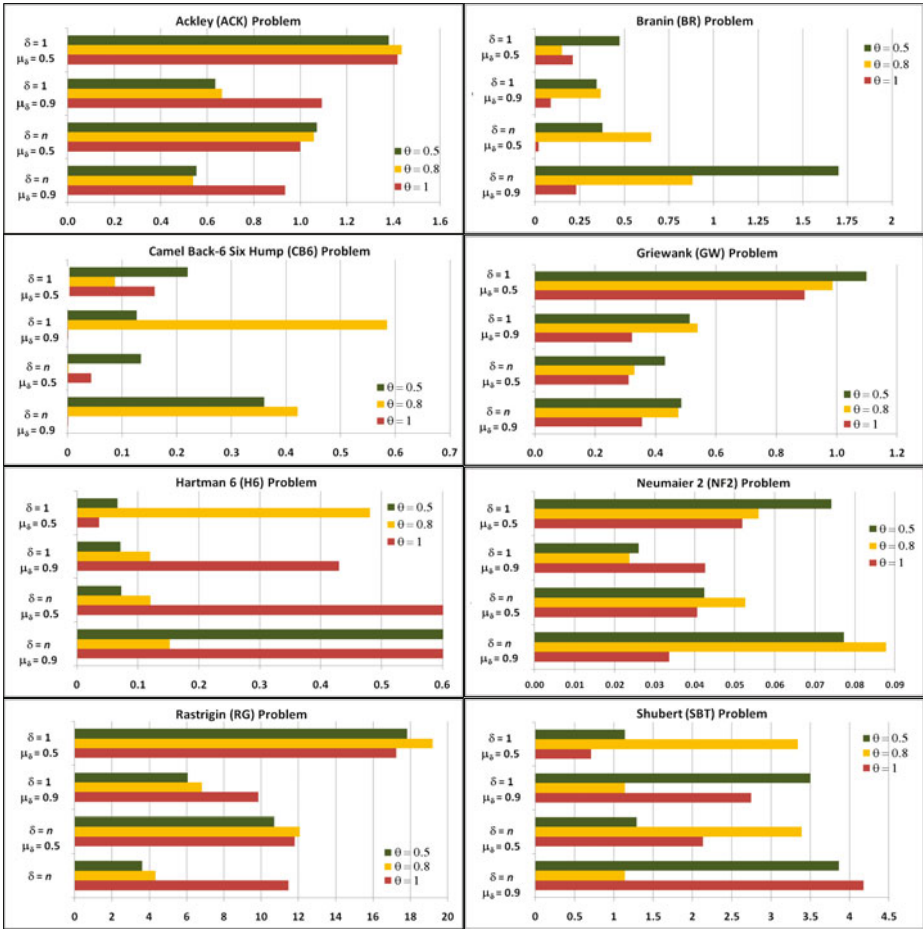 Ackley (ACK) Problem
δ = 1
μδ = 0.5
δ = 1
μδ = 0.9
δ = n
μδ = 0.5
δ = n
μδ = 0.9
θ = 0.5
θ = 0.8
θ = 1
0.0 0.2 0.4 0.6 0.8 1.0 1.2 1.4 1.6
Branin (BR) Problem
δ = 1
μδ = 0.5
δ = 1
μδ = 0.9
δ = n
μδ = 0.5
δ = n
μδ = 0.9
θ = 0.5
θ = 0.8
θ = 1
0 0.25 0.5 0.75 1 1.25 1.5 1.75 2
Camel Back-6 Six Hump (CB6) Problem
δ = 1
μδ = 0.5
δ = 1
μδ = 0.9
δ = n
μδ = 0.5
δ = n
μδ = 0.9
θ = 0.5
θ = 0.8
θ = 1
0.0 0.1 0.2 0.3 0.4 0.5 0.6 0.7
Griewank (GW) Problem
δ = 1
μδ = 0.5
δ = 1
μδ = 0.9
δ = n
μδ = 0.5
δ = n
μδ = 0.9
θ = 0.5
θ = 0.8
θ = 1
0.0 0.2 0.4 0.6 0.8 1.0 1.2
Hartman 6 (H6) Problem
δ = 1
μδ = 0.5
δ = 1
μδ = 0.9
δ = n
μδ = 0.5
δ = n
μδ = 0.9
θ = 0.5
θ = 0.8
θ = 1
0 0.1 0.2 0.3 0.4 0.5 0.6
Neumaier 2 (NF2) Problem
δ = 1
μδ = 0.5
δ = 1
μδ = 0.9
δ = n
μδ = 0.5
δ = n
μδ = 0.9
θ = 0.5
θ = 0.8
θ = 1
0.00 0.01 0.02 0.03 0.04 0.05 0.06 0.07 0.08 0.09
Rastrigin (RG) Problem
δ = 1
μδ = 0.5
δ = 1
μδ = 0.9
δ = n
μδ = 0.5
δ = n
θ = 0.5
θ = 0.8
θ = 1
0 2 4 6 8 10 12 14 16 18 20
Shubert (SBT) Problem
δ = 1
μδ = 0.5
δ = 1
μδ = 0.9
δ = n
μδ = 0.5
δ = n
μδ = 0.9
θ = 0.5
θ = 0.8
θ = 1
0 0.5 1 1.5 2 2.5 3 3.5 4 4.5